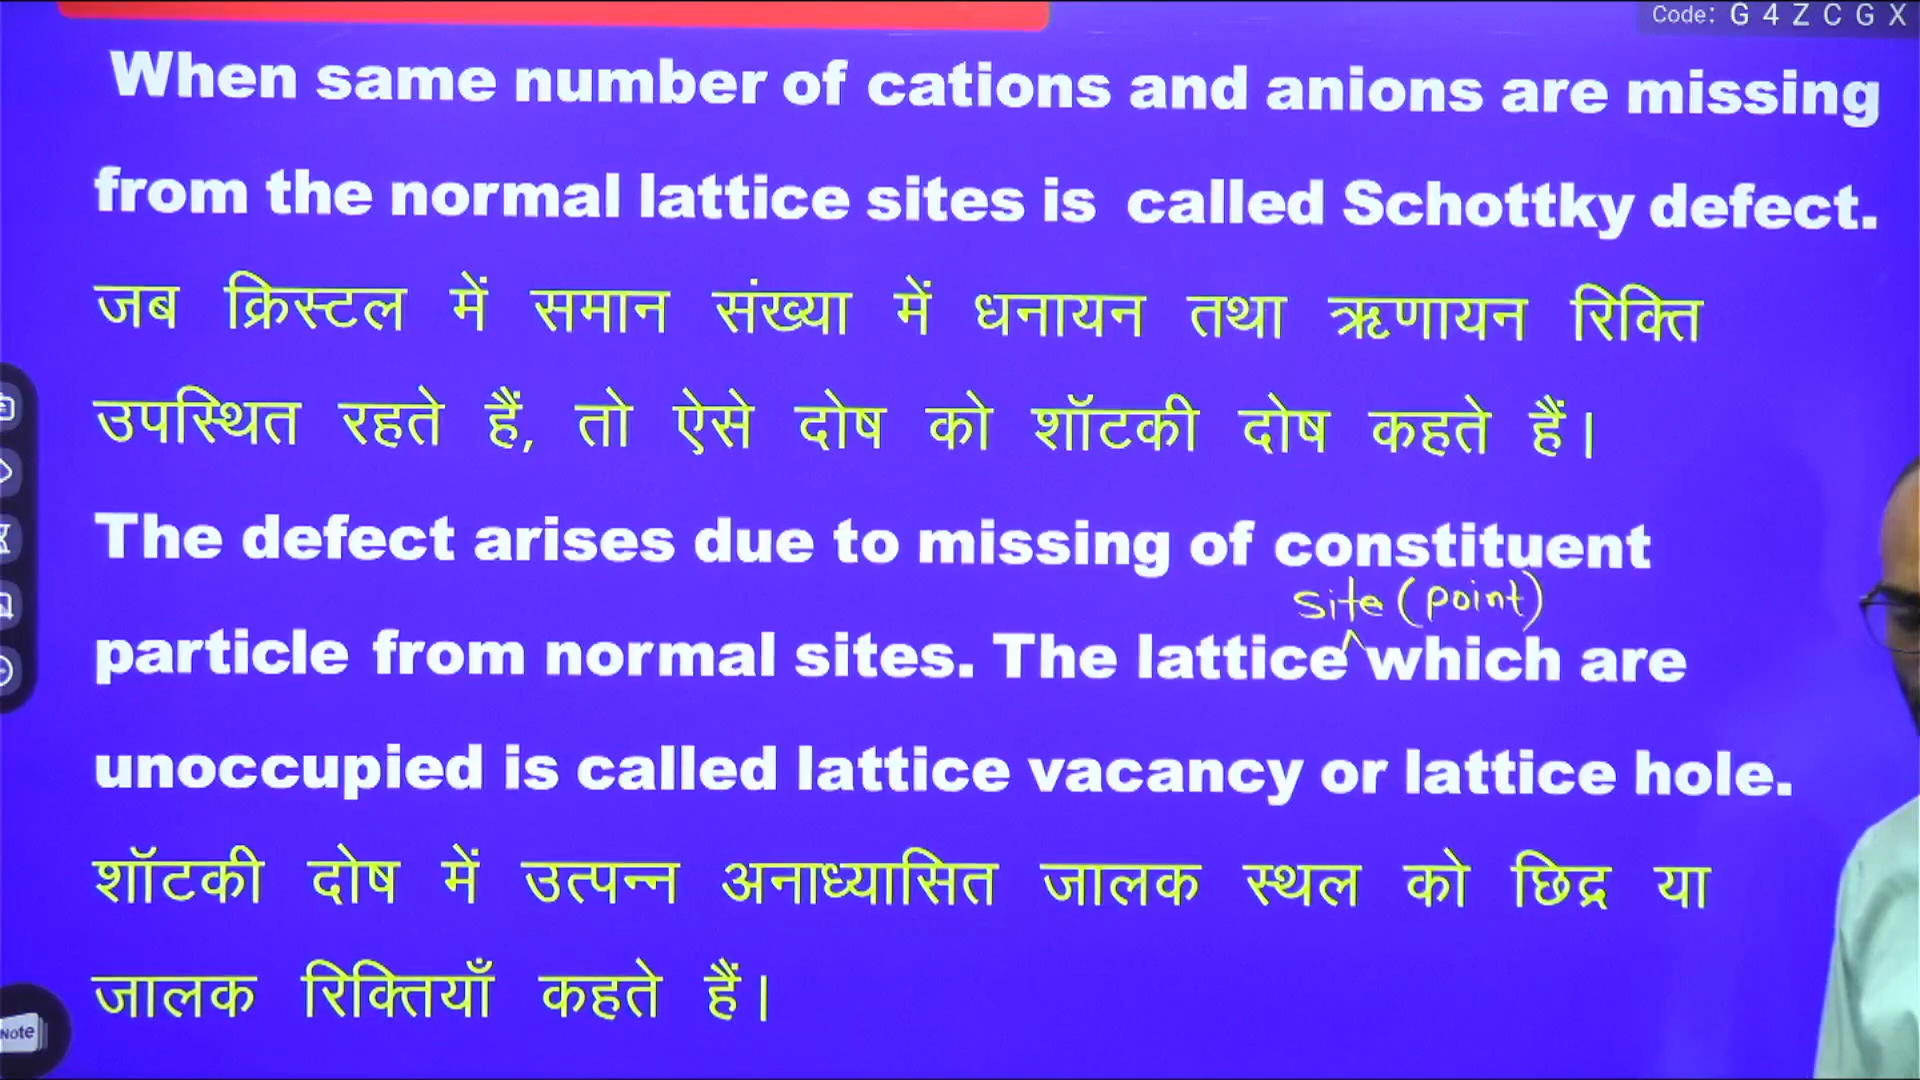 Code: G 4 Z C G X
When same number of cations and anions are missing
from the normal lattice sites is called Schottky defect.
जब क्रिस्टल में समान संख्या में धनायन तथा ऋणायन रिक्ति
उपस्थित रहते हैं, तो ऐसे दोष को शॉटकी दोष कहते हैं।
The defect arises due to missing of constituent
site (point)
particle from normal sites. The lattice ^ which are
unoccupied is called lattice vacancy or lattice hole.
शॉटकी दोष में उत्पन्न अनाध्यासित जालक स्थल को छिद्र या
जालक रिक्तियाँ कहते हैं।
Note